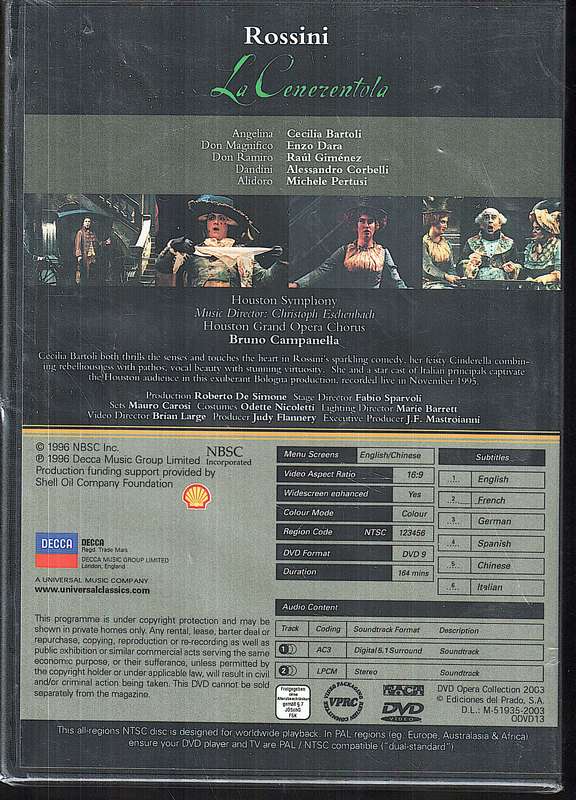 Rossini
La Cenerentola
Angelina Cecilia Bartoli
Don Magnifico Enzo Dara
Don Ramiro Raúl Giménez
Dandini Alessandro Corbelli
Alidoro Michele Pertusi
Houston Symphony
Music Director: Christoph Eschenbach
Houston Grand Opera Chorus
Bruno Campanella
Cecilia Bartoli both thrills the senses and touches the heart in Rossini's sparkling comedy, her feisty Cinderella combin-
ing rebelliousness with pathos, vocal beauty with stunning virtuosity. She and a star cast of Italian principals captivate
the Houston audience in this exuberant Bologna production, recorded live in November 1995.
Production Roberto De Simone Stage Director Fabio Sparvoli
Sets Mauro Carosi Costumes Odette Nicoletti Lighting Director Marie Barrett
Video Director Brian Large Producer Judy Flannery Executive Producer J.F. Mastroianni
© 1996 NBSC Inc.
℗ 1996 Decca Music Group Limited
Production funding support provided by
Shell Oil Company Foundation
NBSC
Incorporated
DECCA
DECCA
Regd. Trade Mark
DECCA MUSIC GROUP LIMITED
London, England
A UNIVERSAL MUSIC COMPANY
www.universalclassics.com
This programme is under copyright protection and may be
shown in private homes only. Any rental, lease, barter deal or
repurchase, copying, reproduction or re-recording as well as
public exhibition or similar commercial acts serving the same
economic purpose, or their sufferance, unless permitted by
the copyright holder or under applicable law, will result in civil
and/or criminal action being taken. This DVD cannot be sold
separately from the magazine.
Menu Screens English/Chinese
Video Aspect Ratio 16:9
Widescreen enhanced Yes
Colour Mode Colour
Region Code NTSC 123456
DVD Format DVD 9
Duration 164 mins
Subtitles
..1.. English
..2.. French
..3.. German
..4.. Spanish
..5.. Chinese
..6.. Italian
Audio Content
Track Coding Soundtrack Format Description
1 AC3 Digital 5.1 Surround Soundtrack
2 LPCM Stereo Soundtrack
Freigegeben
ohne
Altersbeschränkung
gemäß § 7
JÖSchG
FSK
VPRC
DVD
VIDEO
DVD Opera Collection 2003
© Ediciones del Prado, S.A.
D.L.: M-51935-2003
ODVD13
This all-regions NTSC disc is designed for worldwide playback. In PAL regions (eg. Europe, Australasia & Africa)
ensure your DVD player and TV are PAL / NTSC compatible ("dual-standard")